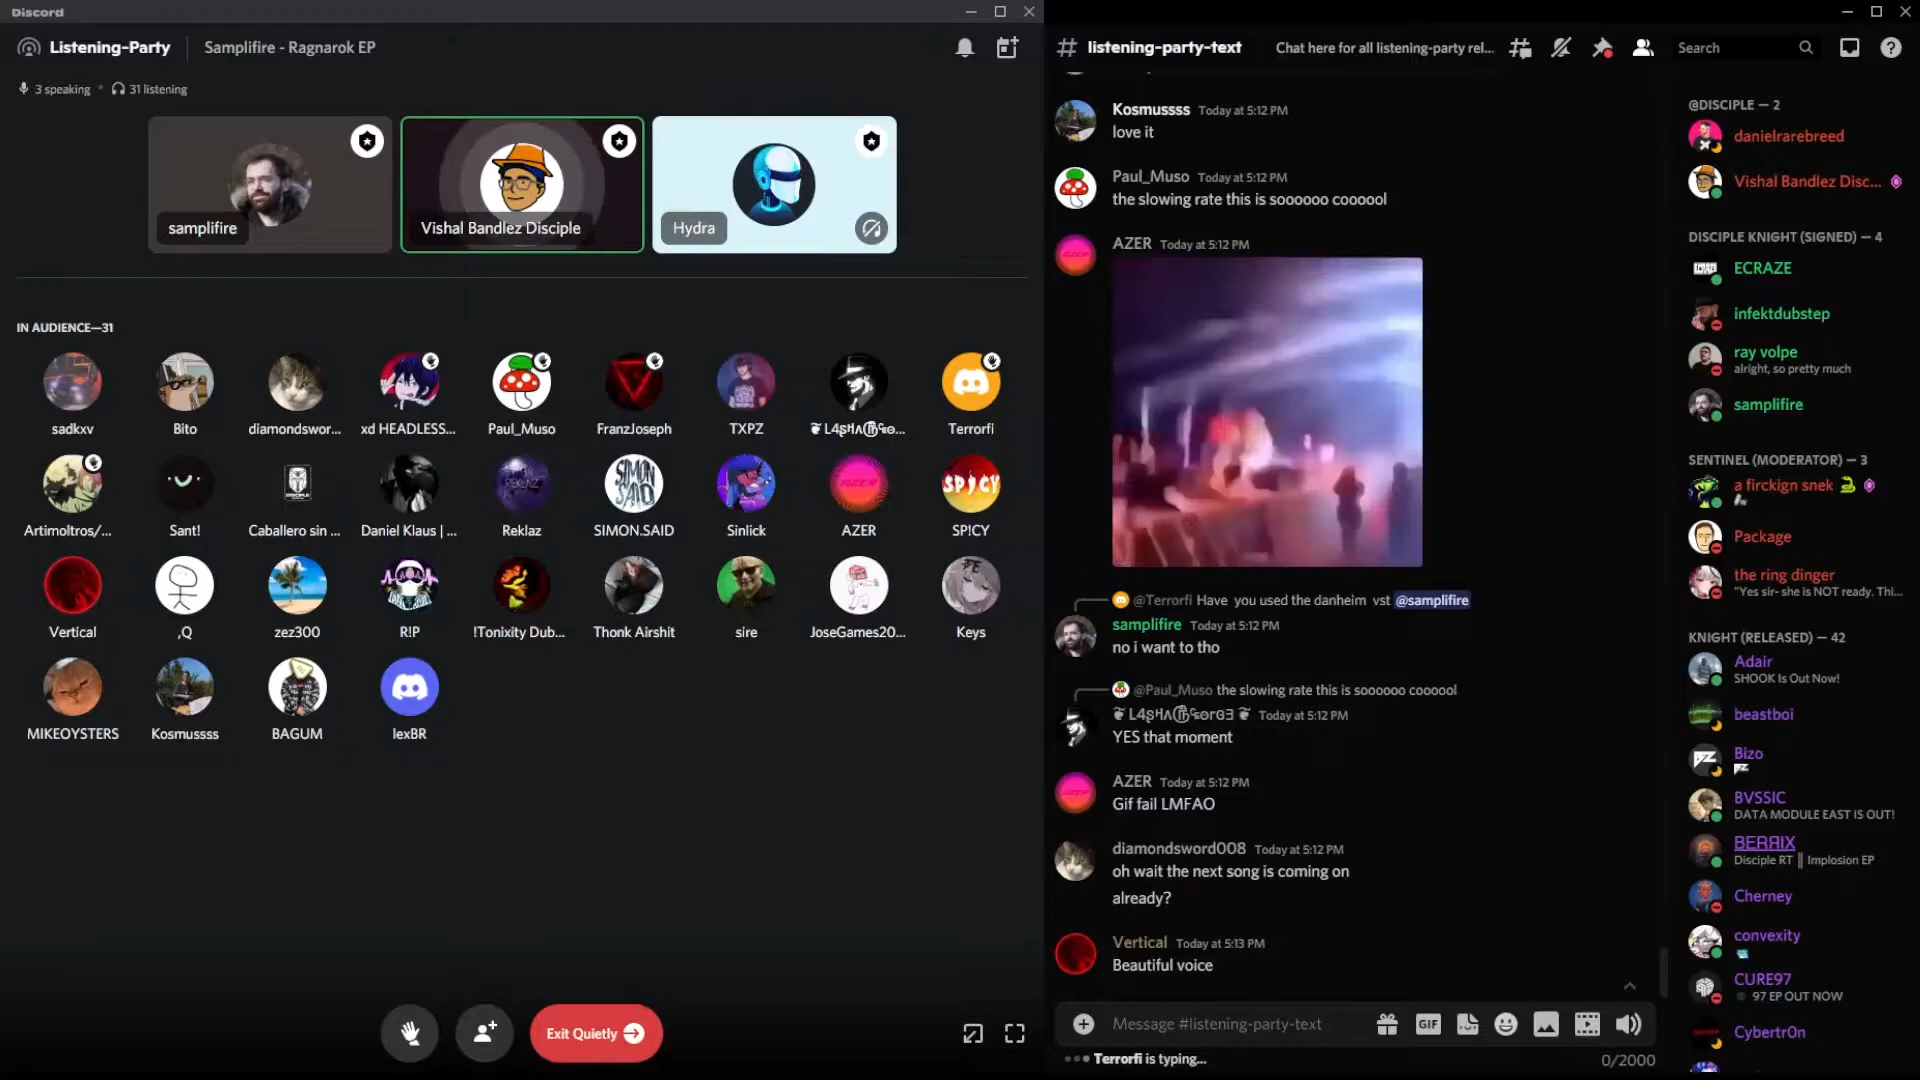 Discord
Listening-Party
Samplifire - Ragnarok EP
3 speaking
31 listening
samplifire
Vishal Bandlez Disciple
Hydra
IN AUDIENCE—31
sadkxv
Bito
diamondswor...
xd HEADLESS...
Paul_Muso
FranzJoseph
TXPZ
Terrorfi
Artimoltros/...
Sant!
Caballero sin ...
Daniel Klaus | ...
REKLAZ
Reklaz
SIMON SAID
SIMON.SAID
Sinlick
AZER
AZER
SP!CY
SP!CY
Vertical
,Q
zez300
R!P
!Tonixity Dub...
Thonk Airshit
sire
JoseGames20...
Keys
MIKEOYSTERS
Kosmussss
BAGUM
lexBR
Exit Quietly
# listening-party-text
Chat here for all listening-party rel...
Search
Kosmussss Today at 5:12 PM
love it
Paul_Muso Today at 5:12 PM
the slowing rate this is soooooo coooool
AZER Today at 5:12 PM
@Terrorfi Have you used the danheim vst @samplifire
samplifire Today at 5:12 PM
no i want to tho
@Paul_Muso the slowing rate this is soooooo coooool
Today at 5:12 PM
YES that moment
AZER Today at 5:12 PM
Gif fail LMFAO
diamondsword008 Today at 5:12 PM
oh wait the next song is coming on
already?
Vertical Today at 5:13 PM
Beautiful voice
Message #listening-party-text
GIF
Terrorfi is typing...
0/2000
@DISCIPLE — 2
danielrarebreed
Vishal Bandlez Disc...
DISCIPLE KNIGHT (SIGNED) — 4
ECRAZE
infektdubstep
ray volpe
alright, so pretty much
samplifire
SENTINEL (MODERATOR) — 3
a firckign snek
Package
the ring dinger
"Yes sir- she is NOT ready. Thi...
KNIGHT (RELEASED) — 42
Adair
SHOOK Is Out Now!
beastboi
Bizo
BVSSIC
DATA MODULE EAST IS OUT!
BEЯЯIX
Disciple RT ║ Implosion EP
Cherney
convexity
CURE97
97 EP OUT NOW
Cybertr0n